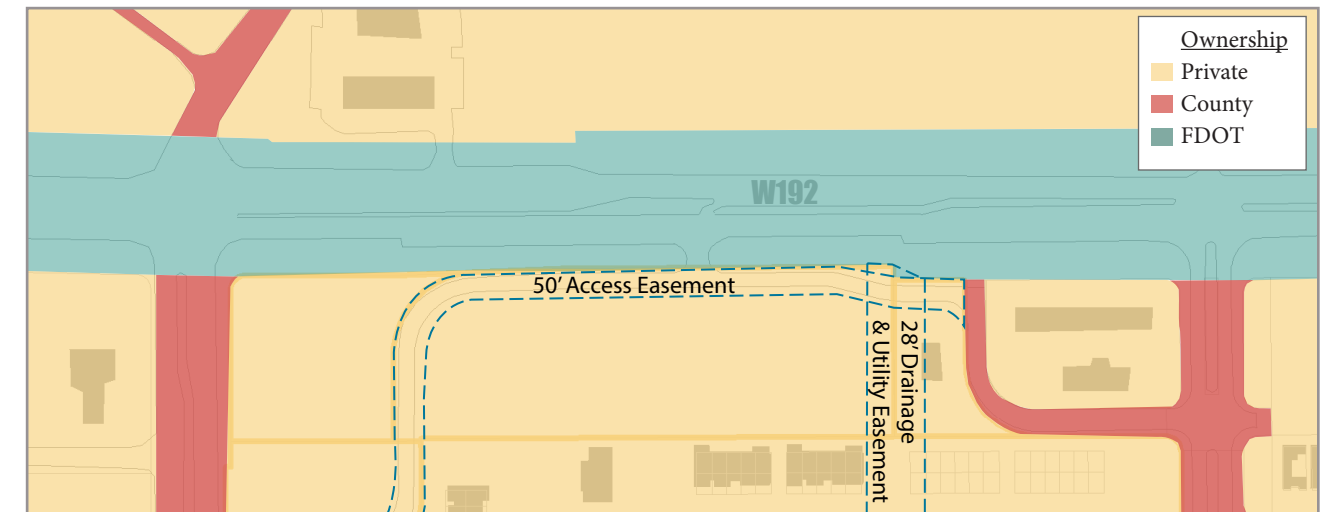 Ownership
Private
County
FDOT
W192
50' Access Easement
28' Drainage
& Utility Easement